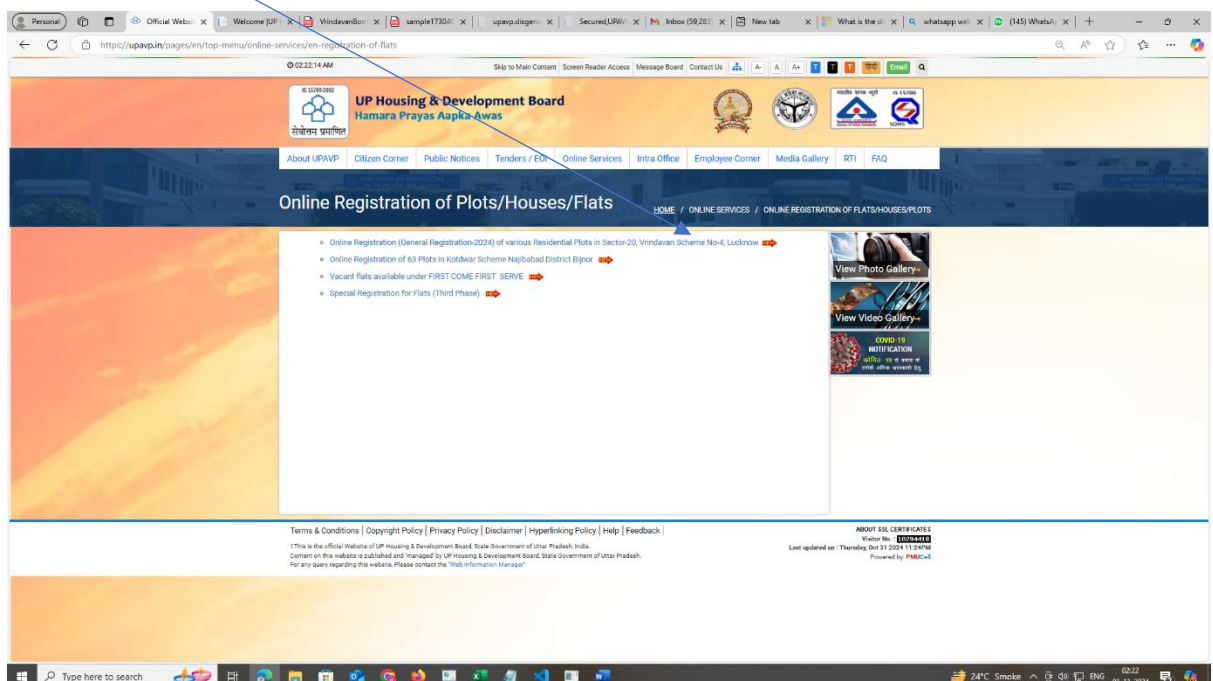 Personal
Official Websit
Welcome |UP
VrindavanBoo
sample17304
upavp.disgen
Secured,UPAV
Inbox (59,283)
New tab
What is the di
whatsapp web
(145) WhatsA
https://upavp.in/pages/en/top-menu/online-services/en-registration-of-flats
02:22:14 AM
Skip to Main Content Screen Reader Access Message Board Contact Us A- A A+ T T T हिंदी Email
IS 15700:2018
सेवोत्तम प्रमाणित
UP Housing & Development Board
Hamara Prayas Aapka Awas
IS 15700
SQMS
About UPAVP Citizen Corner Public Notices Tenders / EOI Online Services Intra Office Employee Corner Media Gallery RTI FAQ
Online Registration of Plots/Houses/Flats
HOME / ONLINE SERVICES / ONLINE REGISTRATION OF FLATS/HOUSES/PLOTS
Online Registration (General Registration-2024) of various Residential Plots in Sector-20, Vrindavan Scheme No-4, Lucknow
Online Registration of 63 Plots in Kotdwar Scheme Najibabad District Bijnor
Vacant flats available under FIRST COME FIRST SERVE
Special Registration for Flats (Third Phase)
View Photo Gallery
View Video Gallery
COVID-19
NOTIFICATION
कोविड -19 से बचाव के
Terms & Conditions | Copyright Policy | Privacy Policy | Disclaimer | Hyperlinking Policy | Help | Feedback |
This is the official Website of UP Housing & Development Board, State Government of Uttar Pradesh, India.
Content on this website is published and 'managed' by UP Housing & Development Board, State Government of Uttar Pradesh.
For any query regarding this website, Please contact the "Web Information Manager"
ABOUT SSL CERTIFICATES
Visitor No. : 18294418
Last updated on : Thursday, Oct 31 2024 11:24PM
Powered by PMUCell
Type here to search
24°C Smoke
ENG
02:22
01-11-2024